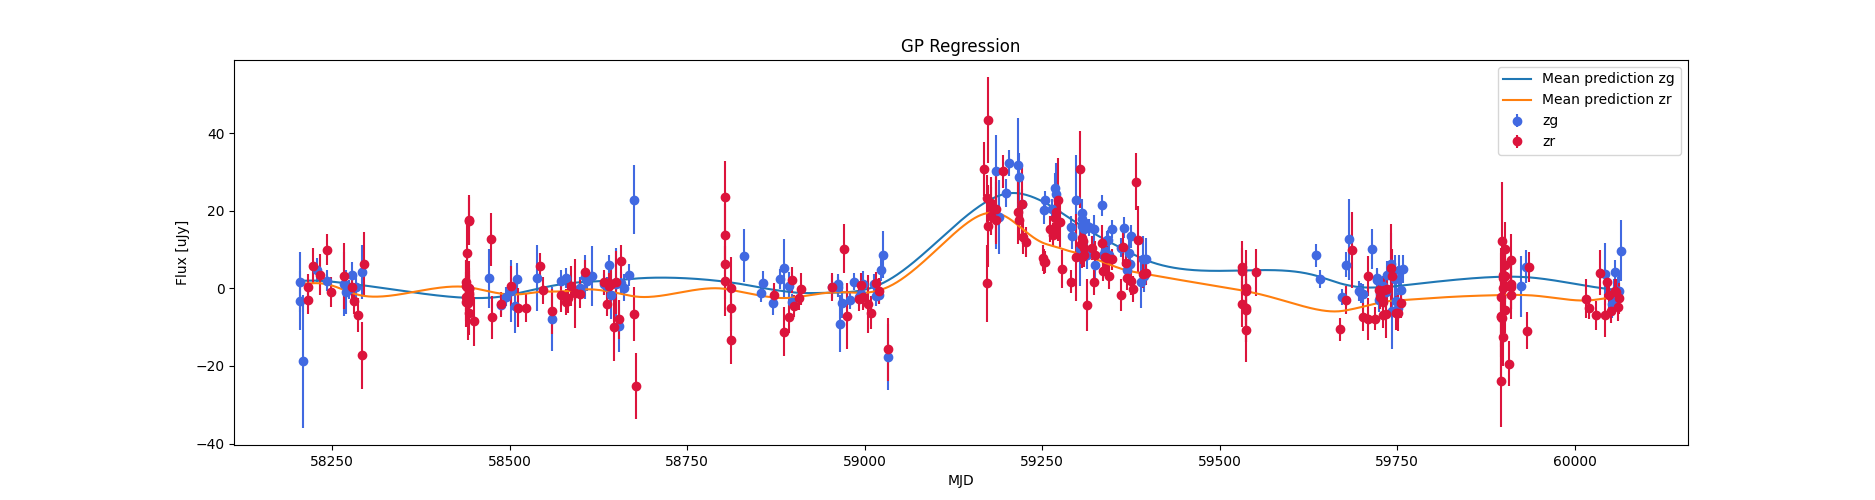 GP Regression
Flux [uJy]
40
20
0
−20
−40
58250
58500
58750
59000
59250
59500
59750
60000
MJD
Mean prediction zg
Mean prediction zr
zg
zr